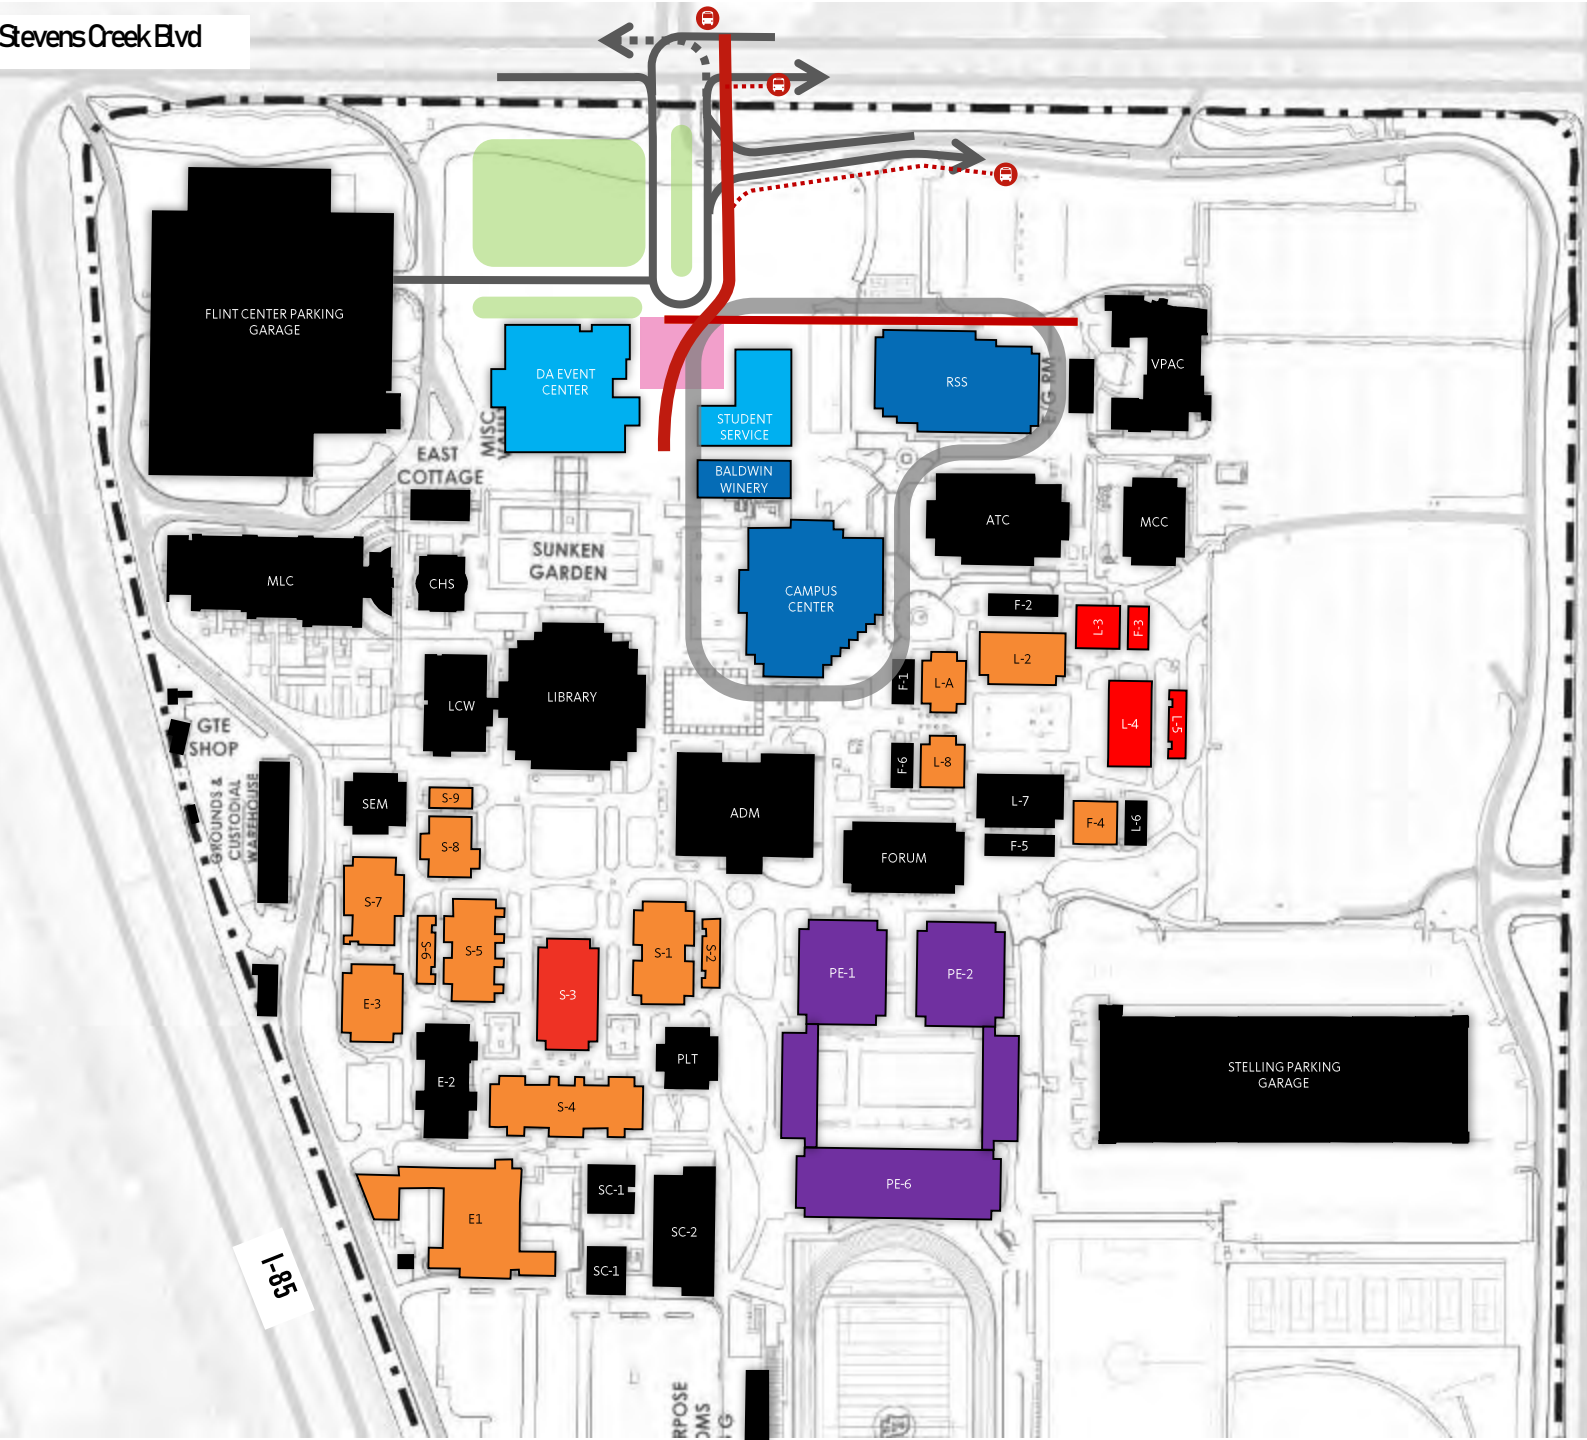 Stevens Creek Blvd
FLINT CENTER PARKING
GARAGE
DA EVENT
CENTER
MISC
STUDENT
SERVICE
BALDWIN
WINERY
RSS
E/G RM
VPAC
EAST
COTTAGE
ATC
MCC
SUNKEN
GARDEN
MLC
CHS
CAMPUS
CENTER
F-2
L-3
F-3
L-2
F-1
L-A
L-4
L-5
LCW
LIBRARY
GTE
SHOP
GROUNDS &
CUSTODIAL
WAREHOUSE
F-6
L-8
L-7
F-4
L-6
F-5
SEM
S-9
S-8
ADM
FORUM
S-7
S-6
S-5
S-3
S-1
S-2
PE-1
PE-2
E-3
E-2
PLT
S-4
STELLING PARKING
GARAGE
SC-1
PE-6
E1
SC-2
SC-1
I-85
RPOSE
OMS
G